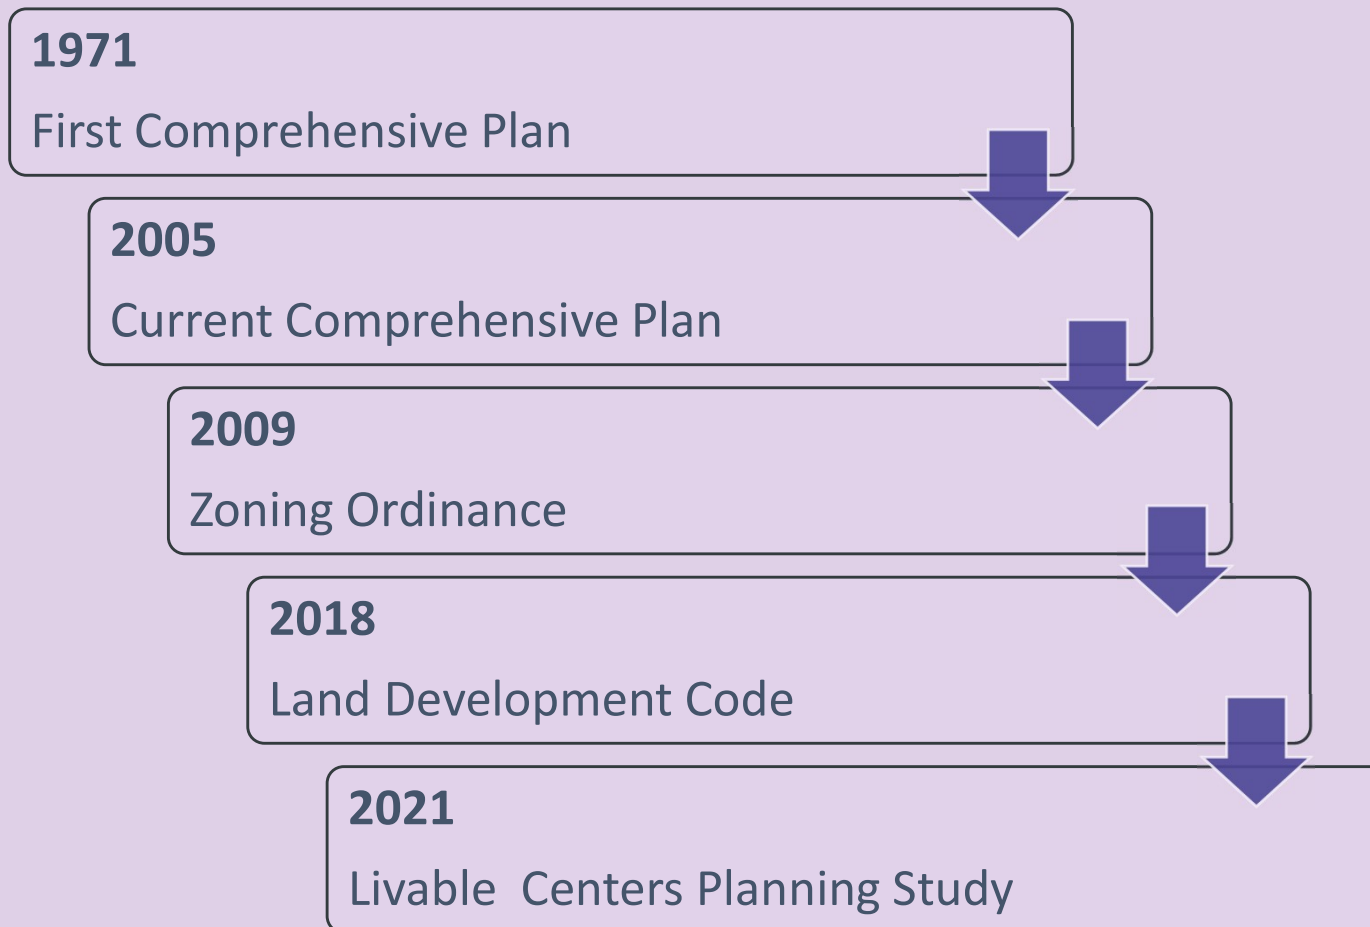 1971
First Comprehensive Plan
2005
Current Comprehensive Plan
2009
Zoning Ordinance
2018
Land Development Code
2021
Livable  Centers Planning Study